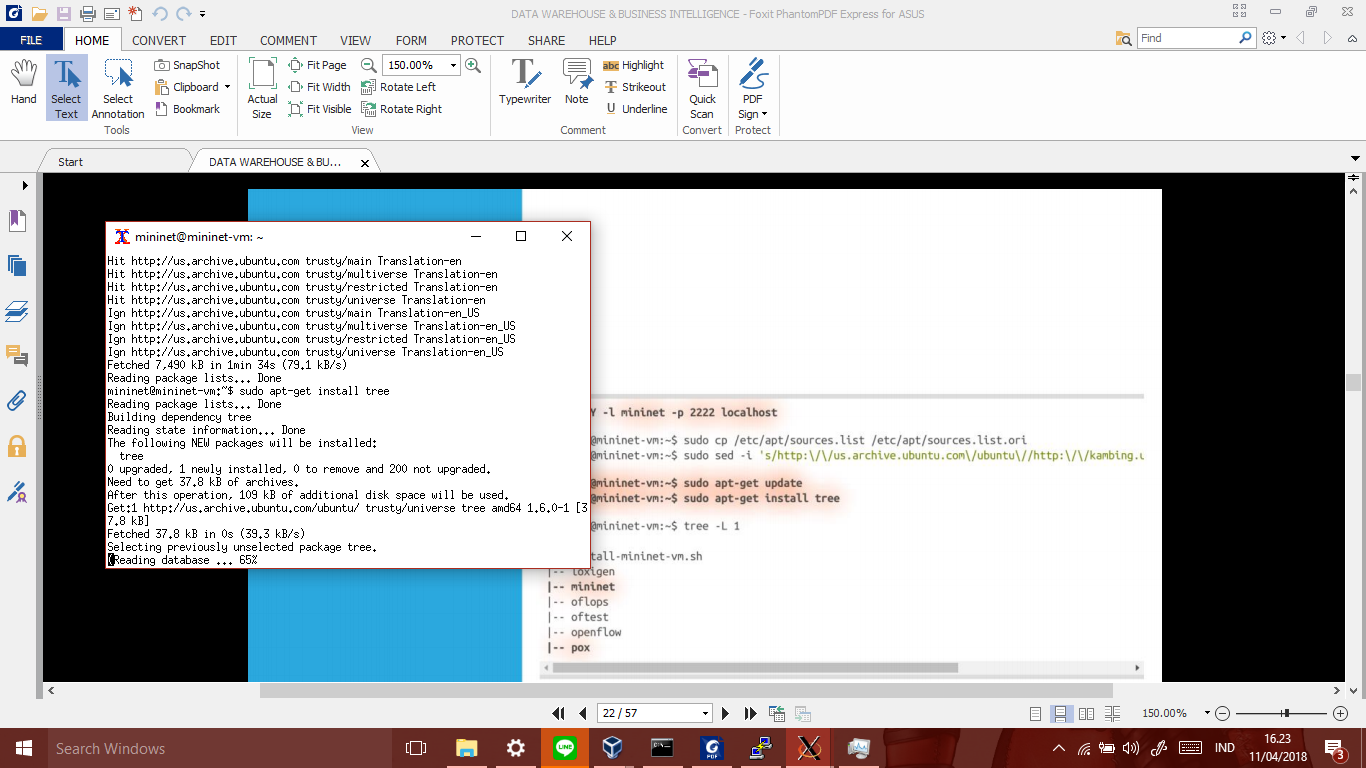 DATA WAREHOUSE & BUSINESS INTELLIGENCE - Foxit PhantomPDF Express for ASUS
FILE HOME CONVERT EDIT COMMENT VIEW FORM PROTECT SHARE HELP
Find
Hand
Select Text
Select Annotation
SnapShot
Clipboard
Bookmark
Tools
Actual Size
Fit Page
Fit Width
Fit Visible
150.00%
Rotate Left
Rotate Right
View
Typewriter
Note
abc Highlight
T Strikeout
U Underline
Comment
Quick Scan
Convert
PDF Sign
Protect
Start
DATA WAREHOUSE & BU...
mininet@mininet-vm: ~
Hit http://us.archive.ubuntu.com trusty/main Translation-en
Hit http://us.archive.ubuntu.com trusty/multiverse Translation-en
Hit http://us.archive.ubuntu.com trusty/restricted Translation-en
Hit http://us.archive.ubuntu.com trusty/universe Translation-en
Ign http://us.archive.ubuntu.com trusty/main Translation-en_US
Ign http://us.archive.ubuntu.com trusty/multiverse Translation-en_US
Ign http://us.archive.ubuntu.com trusty/restricted Translation-en_US
Ign http://us.archive.ubuntu.com trusty/universe Translation-en_US
Fetched 7,490 kB in 1min 34s (79.1 kB/s)
Reading package lists... Done
mininet@mininet-vm:~$ sudo apt-get install tree
Reading package lists... Done
Building dependency tree
Reading state information... Done
The following NEW packages will be installed:
tree
0 upgraded, 1 newly installed, 0 to remove and 200 not upgraded.
Need to get 37.8 kB of archives.
After this operation, 109 kB of additional disk space will be used.
Get:1 http://us.archive.ubuntu.com/ubuntu/ trusty/universe tree amd64 1.6.0-1 [3
7.8 kB]
Fetched 37.8 kB in 0s (39.3 kB/s)
Selecting previously unselected package tree.
(Reading database ... 65%
Y -l mininet -p 2222 localhost
@mininet-vm:~$ sudo cp /etc/apt/sources.list /etc/apt/sources.list.ori
@mininet-vm:~$ sudo sed -i 's/http:\/\/us.archive.ubuntu.com\/ubuntu\//http:\/\/kambing.u
@mininet-vm:~$ sudo apt-get update
@mininet-vm:~$ sudo apt-get install tree
@mininet-vm:~$ tree -L 1
tall-mininet-vm.sh
|-- loxigen
|-- mininet
|-- oflops
|-- oftest
|-- openflow
|-- pox
22 / 57
150.00%
Search Windows
LINE
PDF
IND
16.23
11/04/2018
3